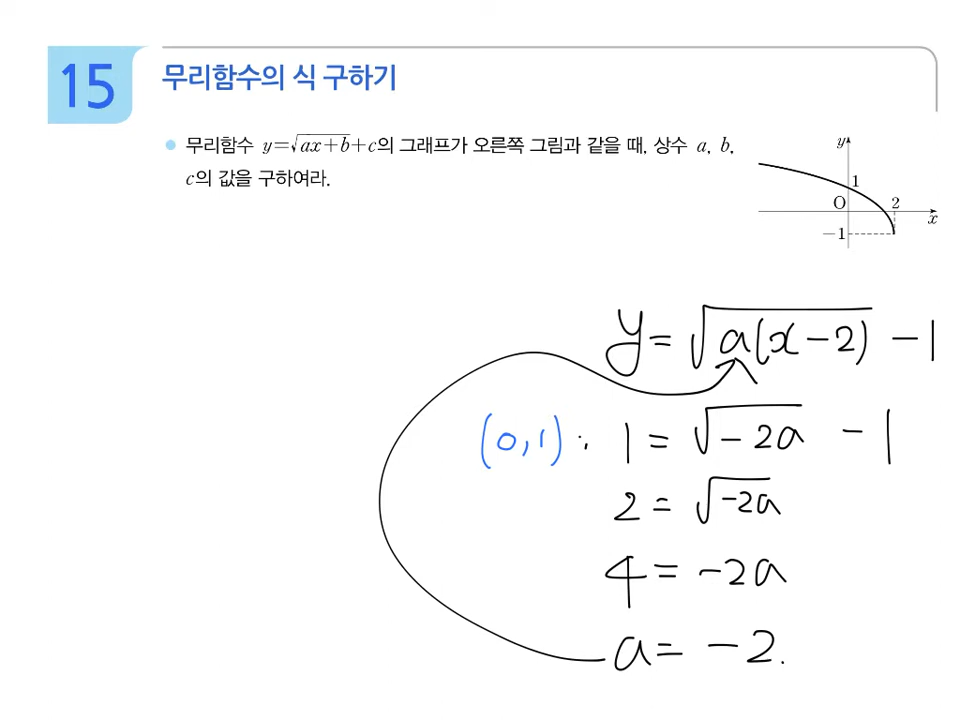 15
무리함수의 식 구하기
무리함수 y=√(ax+b)+c의 그래프가 오른쪽 그림과 같을 때, 상수 a, b,
c의 값을 구하여라.
y
1
O
2
x
−1
y = √(a(x−2)) − 1
(0,1) : 1 = √(−2a) − 1
2 = √(−2a)
4 = −2a
a = −2.